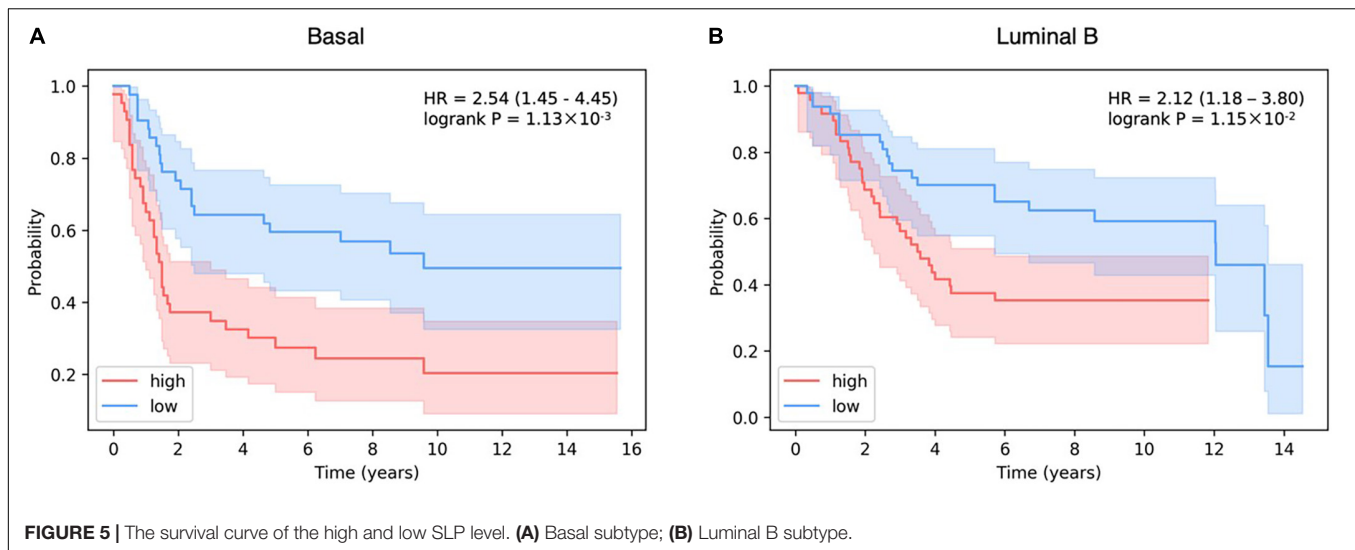 A
Basal
HR = 2.54 (1.45 - 4.45)
logrank P = 1.13×10⁻³
Probability
1.0
0.8
0.6
0.4
0.2
high
low
0 2 4 6 8 10 12 14 16
Time (years)
B
Luminal B
HR = 2.12 (1.18 – 3.80)
logrank P = 1.15×10⁻²
Probability
1.0
0.8
0.6
0.4
0.2
0.0
high
low
0 2 4 6 8 10 12 14
Time (years)
FIGURE 5 | The survival curve of the high and low SLP level. (A) Basal subtype; (B) Luminal B subtype.